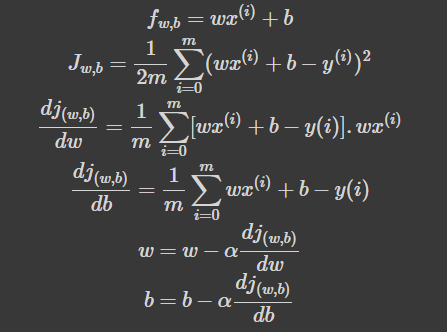 f_{w,b} = wx^{(i)} + b
J_{w,b} = \frac{1}{2m} \sum_{i=0}^{m} (wx^{(i)} + b - y^{(i)})^2
\frac{dj_{(w,b)}}{dw} = \frac{1}{m} \sum_{i=0}^{m} [wx^{(i)} + b - y(i)].wx^{(i)}
\frac{dj_{(w,b)}}{db} = \frac{1}{m} \sum_{i=0}^{m} wx^{(i)} + b - y(i)
w = w - \alpha \frac{dj_{(w,b)}}{dw}
b = b - \alpha \frac{dj_{(w,b)}}{db}